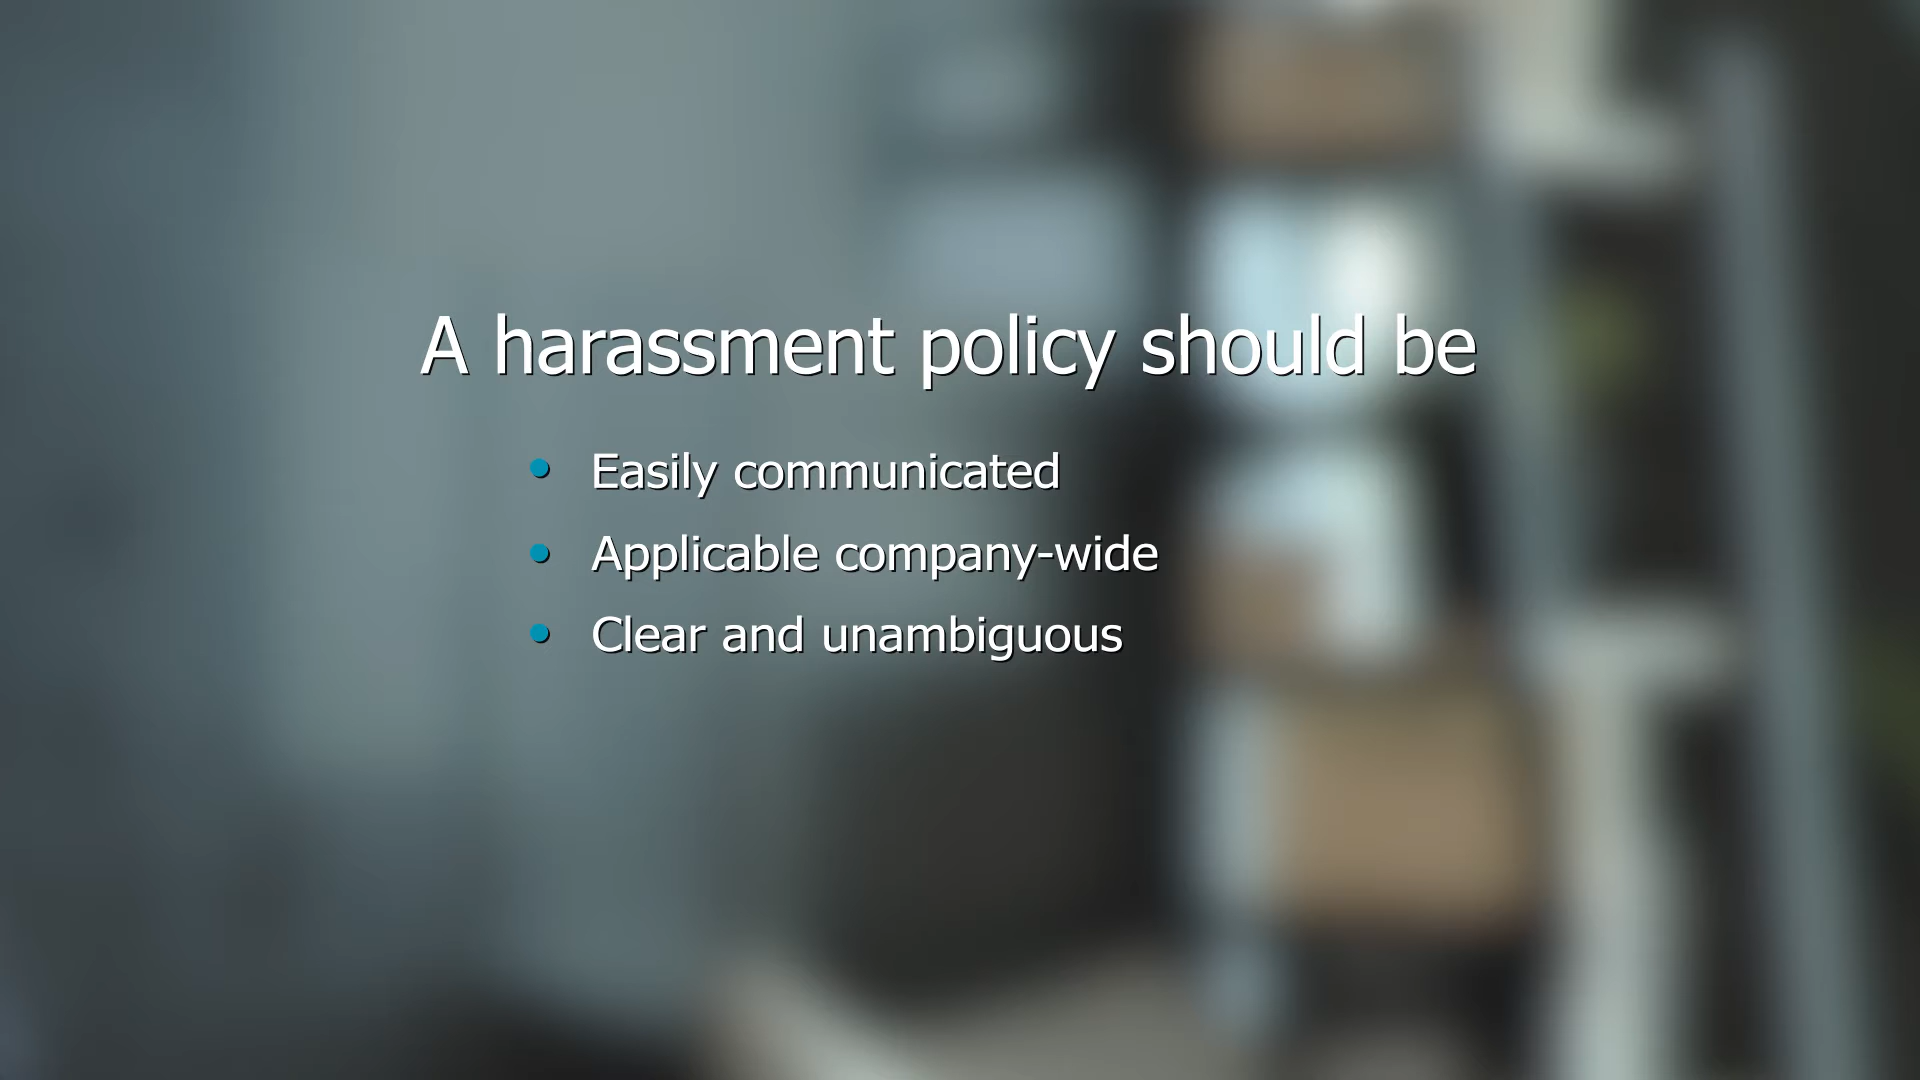 A harassment policy should be
• Easily communicated
• Applicable company-wide
• Clear and unambiguous